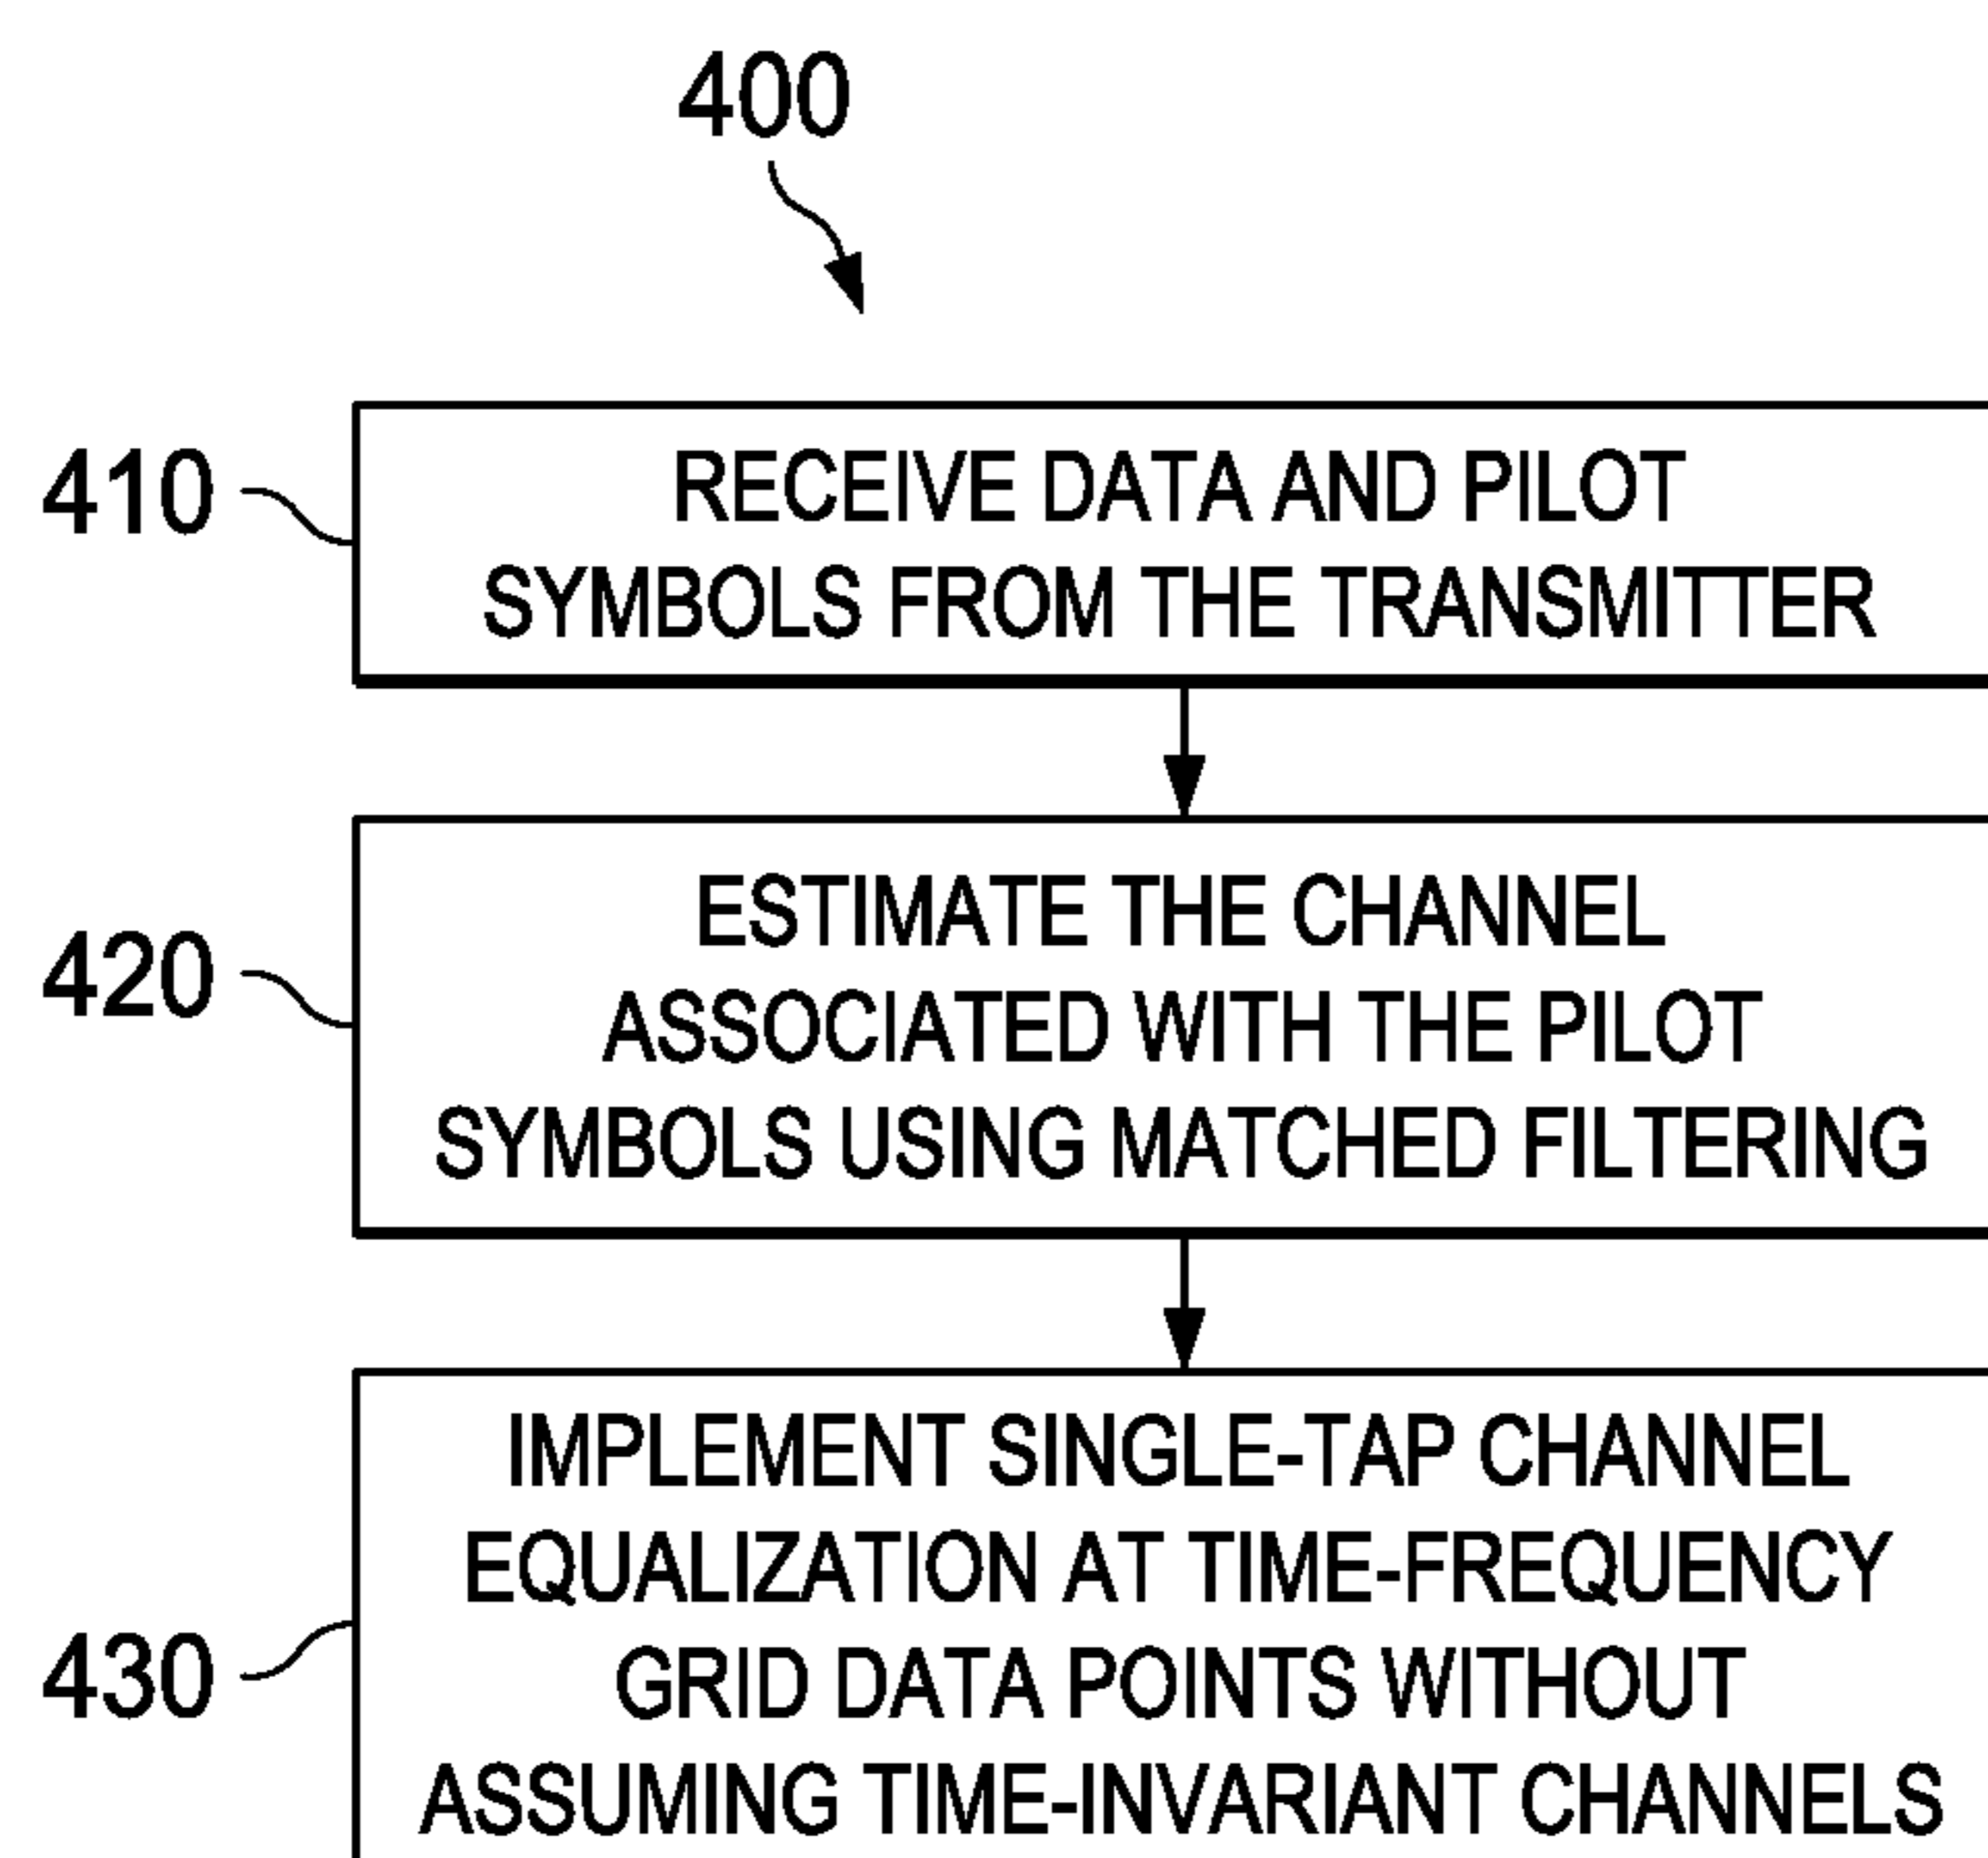 400
410
RECEIVE DATA AND PILOT
SYMBOLS FROM THE TRANSMITTER
420
ESTIMATE THE CHANNEL
ASSOCIATED WITH THE PILOT
SYMBOLS USING MATCHED FILTERING
430
IMPLEMENT SINGLE-TAP CHANNEL
EQUALIZATION AT TIME-FREQUENCY
GRID DATA POINTS WITHOUT
ASSUMING TIME-INVARIANT CHANNELS